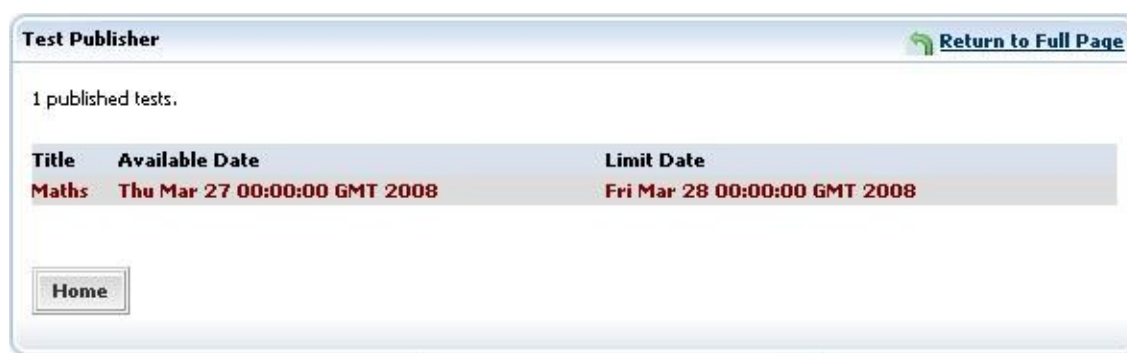 Test Publisher Return to Full Page
1 published tests.
Title Available Date Limit Date
Maths Thu Mar 27 00:00:00 GMT 2008 Fri Mar 28 00:00:00 GMT 2008
Home